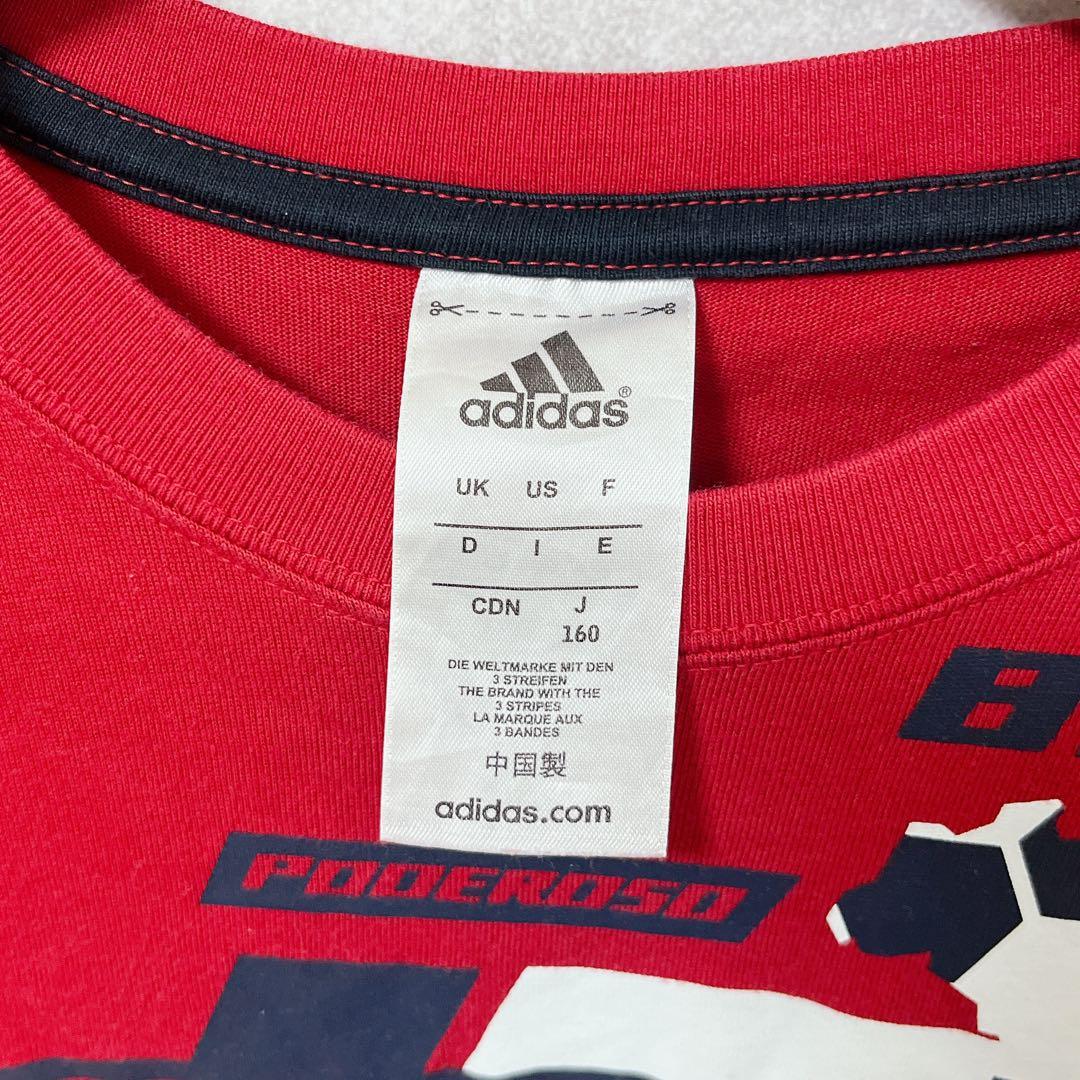 adidas®
UK US F
D I E
CDN J
160
DIE WELTMARKE MIT DEN
3 STREIFEN
THE BRAND WITH THE
3 STRIPES
LA MARQUE AUX
3 BANDES
中国製
adidas.com
PODEROSO